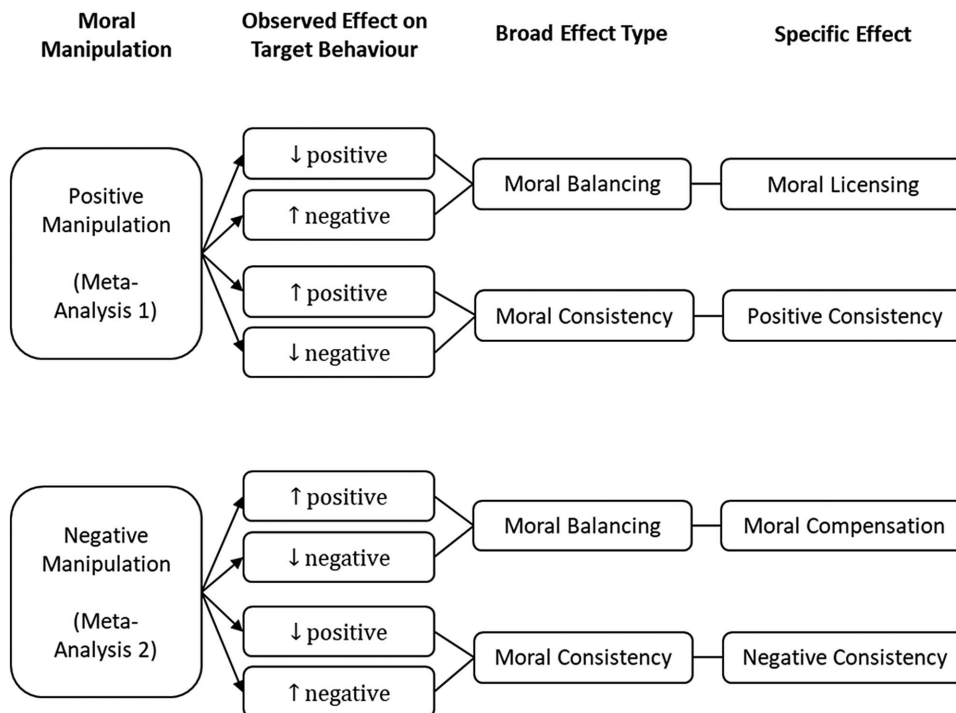 Moral
Manipulation
Observed Effect on
Target Behaviour
Broad Effect Type
Specific Effect
Positive
Manipulation
(Meta-
Analysis 1)
↓ positive
↑ negative
↑ positive
↓ negative
Moral Balancing
Moral Licensing
Moral Consistency
Positive Consistency
Negative
Manipulation
(Meta-
Analysis 2)
↑ positive
↓ negative
↓ positive
↑ negative
Moral Balancing
Moral Compensation
Moral Consistency
Negative Consistency